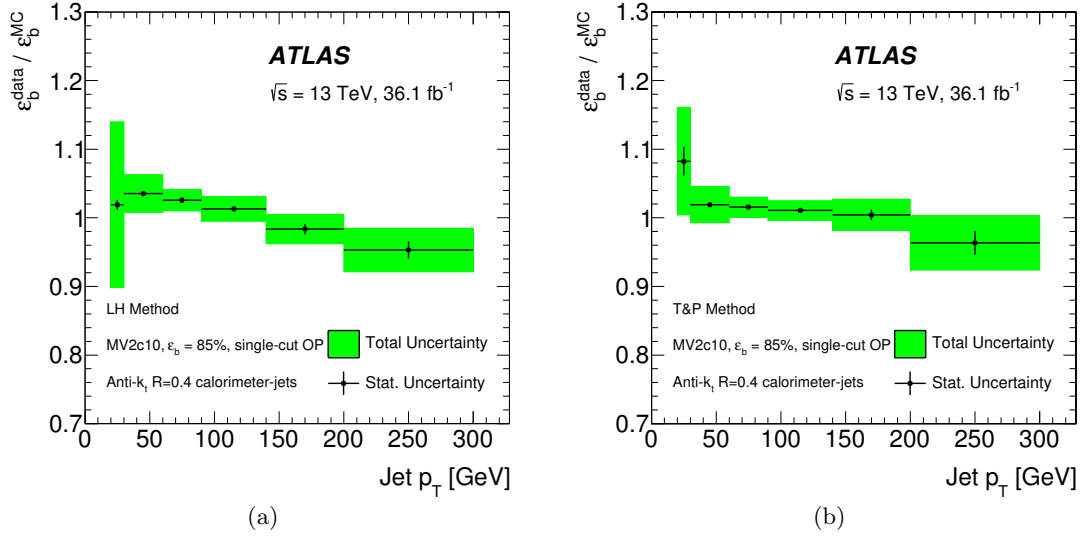 ε_b^data / ε_b^MC
1.3
1.2
1.1
1
0.9
0.8
0.7
ATLAS
√s = 13 TeV, 36.1 fb⁻¹
LH Method
MV2c10, ε_b = 85%, single-cut OP
Total Uncertainty
Anti-k_t R=0.4 calorimeter-jets
Stat. Uncertainty
0 50 100 150 200 250 300
Jet p_T [GeV]
(a)
ε_b^data / ε_b^MC
1.3
1.2
1.1
1
0.9
0.8
0.7
ATLAS
√s = 13 TeV, 36.1 fb⁻¹
T&P Method
MV2c10, ε_b = 85%, single-cut OP
Total Uncertainty
Anti-k_t R=0.4 calorimeter-jets
Stat. Uncertainty
0 50 100 150 200 250 300
Jet p_T [GeV]
(b)